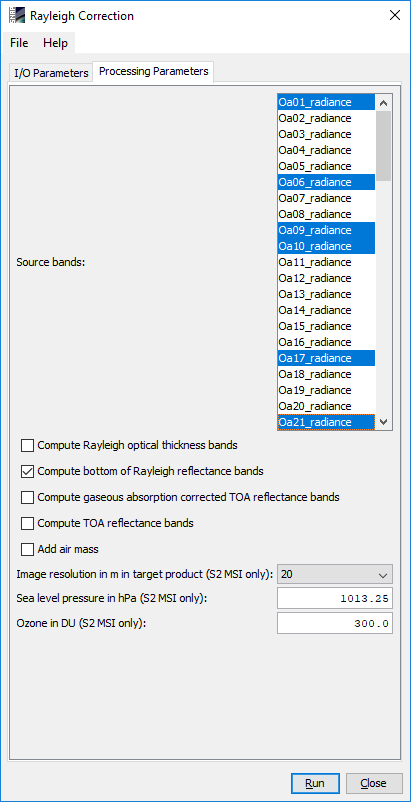 Rayleigh Correction
File Help
I/O Parameters Processing Parameters
Source bands:
Oa01_radiance
Oa02_radiance
Oa03_radiance
Oa04_radiance
Oa05_radiance
Oa06_radiance
Oa07_radiance
Oa08_radiance
Oa09_radiance
Oa10_radiance
Oa11_radiance
Oa12_radiance
Oa13_radiance
Oa14_radiance
Oa15_radiance
Oa16_radiance
Oa17_radiance
Oa18_radiance
Oa19_radiance
Oa20_radiance
Oa21_radiance
Compute Rayleigh optical thickness bands
Compute bottom of Rayleigh reflectance bands
Compute gaseous absorption corrected TOA reflectance bands
Compute TOA reflectance bands
Add air mass
Image resolution in m in target product (S2 MSI only): 20
Sea level pressure in hPa (S2 MSI only): 1013.25
Ozone in DU (S2 MSI only): 300.0
Run Close